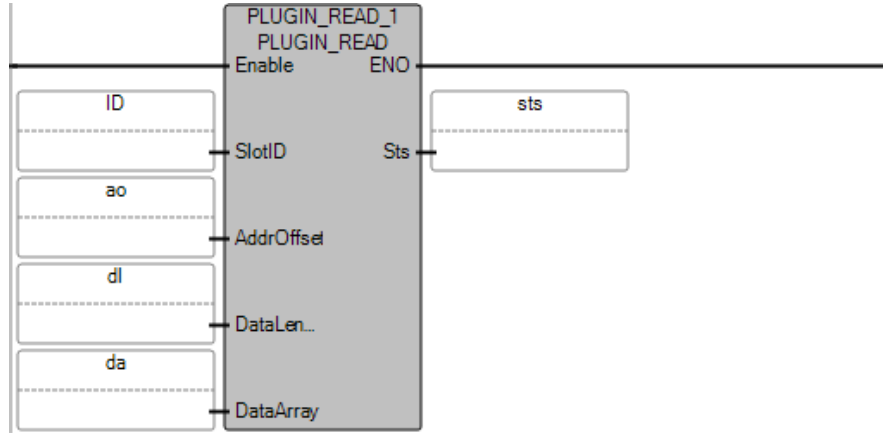 PLUGIN_READ_1
PLUGIN_READ
Enable ENO
ID
sts
SlotID Sts
ao
AddrOffset
dl
DataLen...
da
DataArray